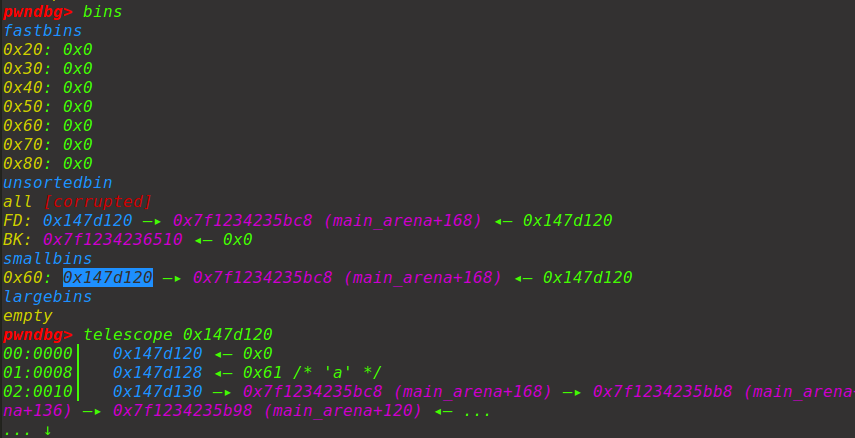 pwndbg> bins
fastbins
0x20: 0x0
0x30: 0x0
0x40: 0x0
0x50: 0x0
0x60: 0x0
0x70: 0x0
0x80: 0x0
unsortedbin
all [corrupted]
FD: 0x147d120 —▸ 0x7f1234235bc8 (main_arena+168) ◂— 0x147d120
BK: 0x7f1234236510 ◂— 0x0
smallbins
0x60: 0x147d120 —▸ 0x7f1234235bc8 (main_arena+168) ◂— 0x147d120
largebins
empty
pwndbg> telescope 0x147d120
00:0000│   0x147d120 ◂— 0x0
01:0008│   0x147d128 ◂— 0x61 /* 'a' */
02:0010│   0x147d130 —▸ 0x7f1234235bc8 (main_arena+168) —▸ 0x7f1234235bb8 (main_arena
na+136) —▸ 0x7f1234235b98 (main_arena+120) ◂— ...
... ↓